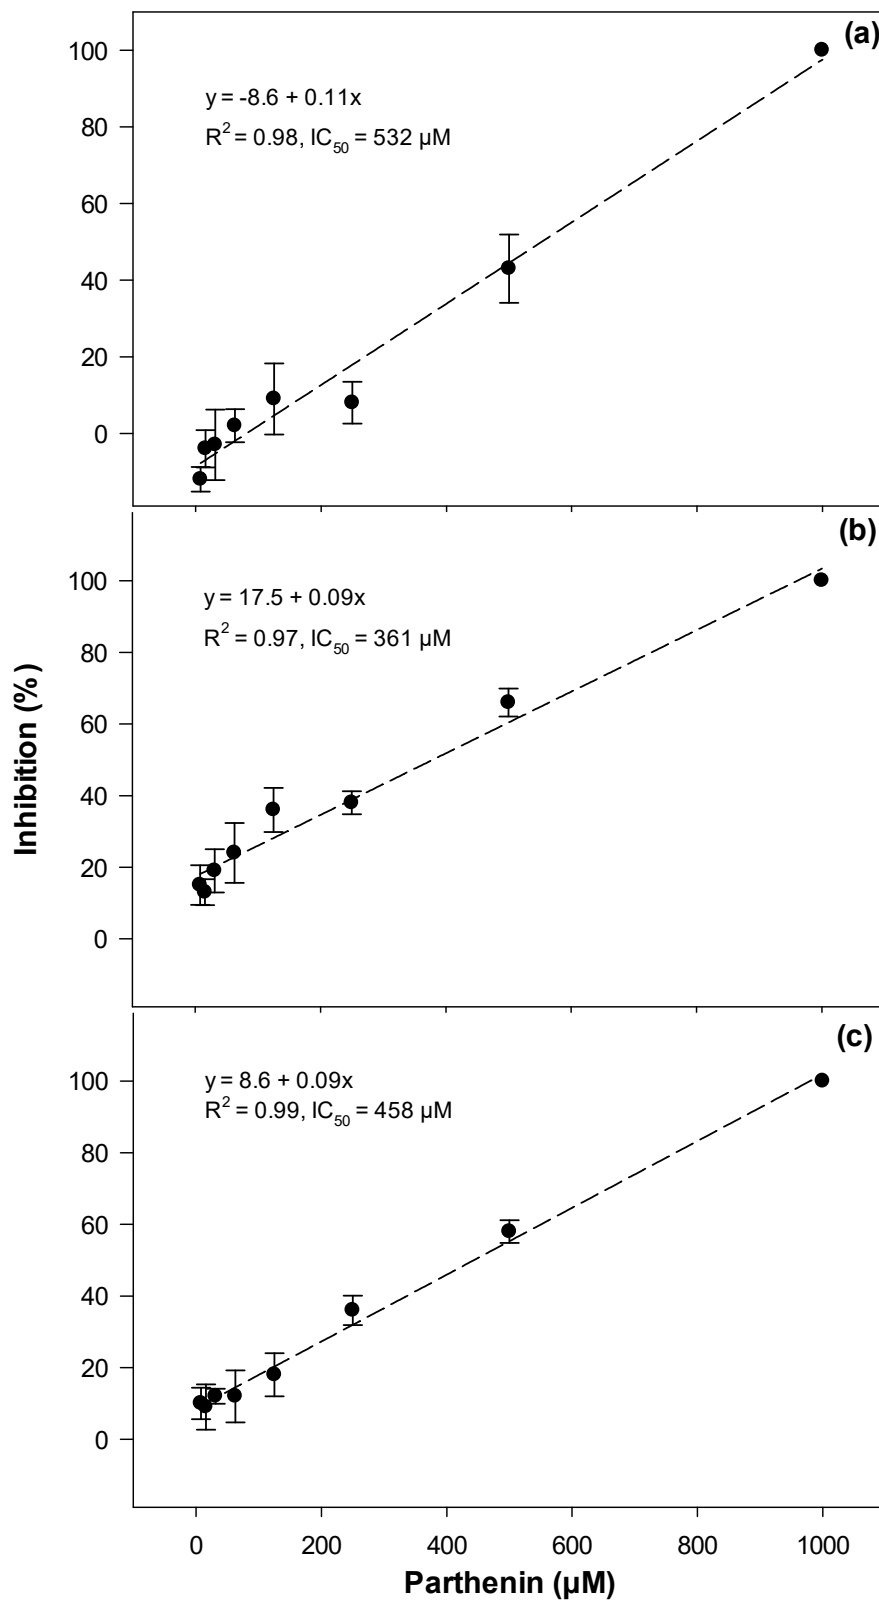 (a)
100
y = -8.6 + 0.11x
R² = 0.98, IC₅₀ = 532 µM
80
60
40
20
0
(b)
100
y = 17.5 + 0.09x
R² = 0.97, IC₅₀ = 361 µM
80
60
40
20
0
Inhibition (%)
(c)
100
y = 8.6 + 0.09x
R² = 0.99, IC₅₀ = 458 µM
80
60
40
20
0
0 200 400 600 800 1000
Parthenin (µM)